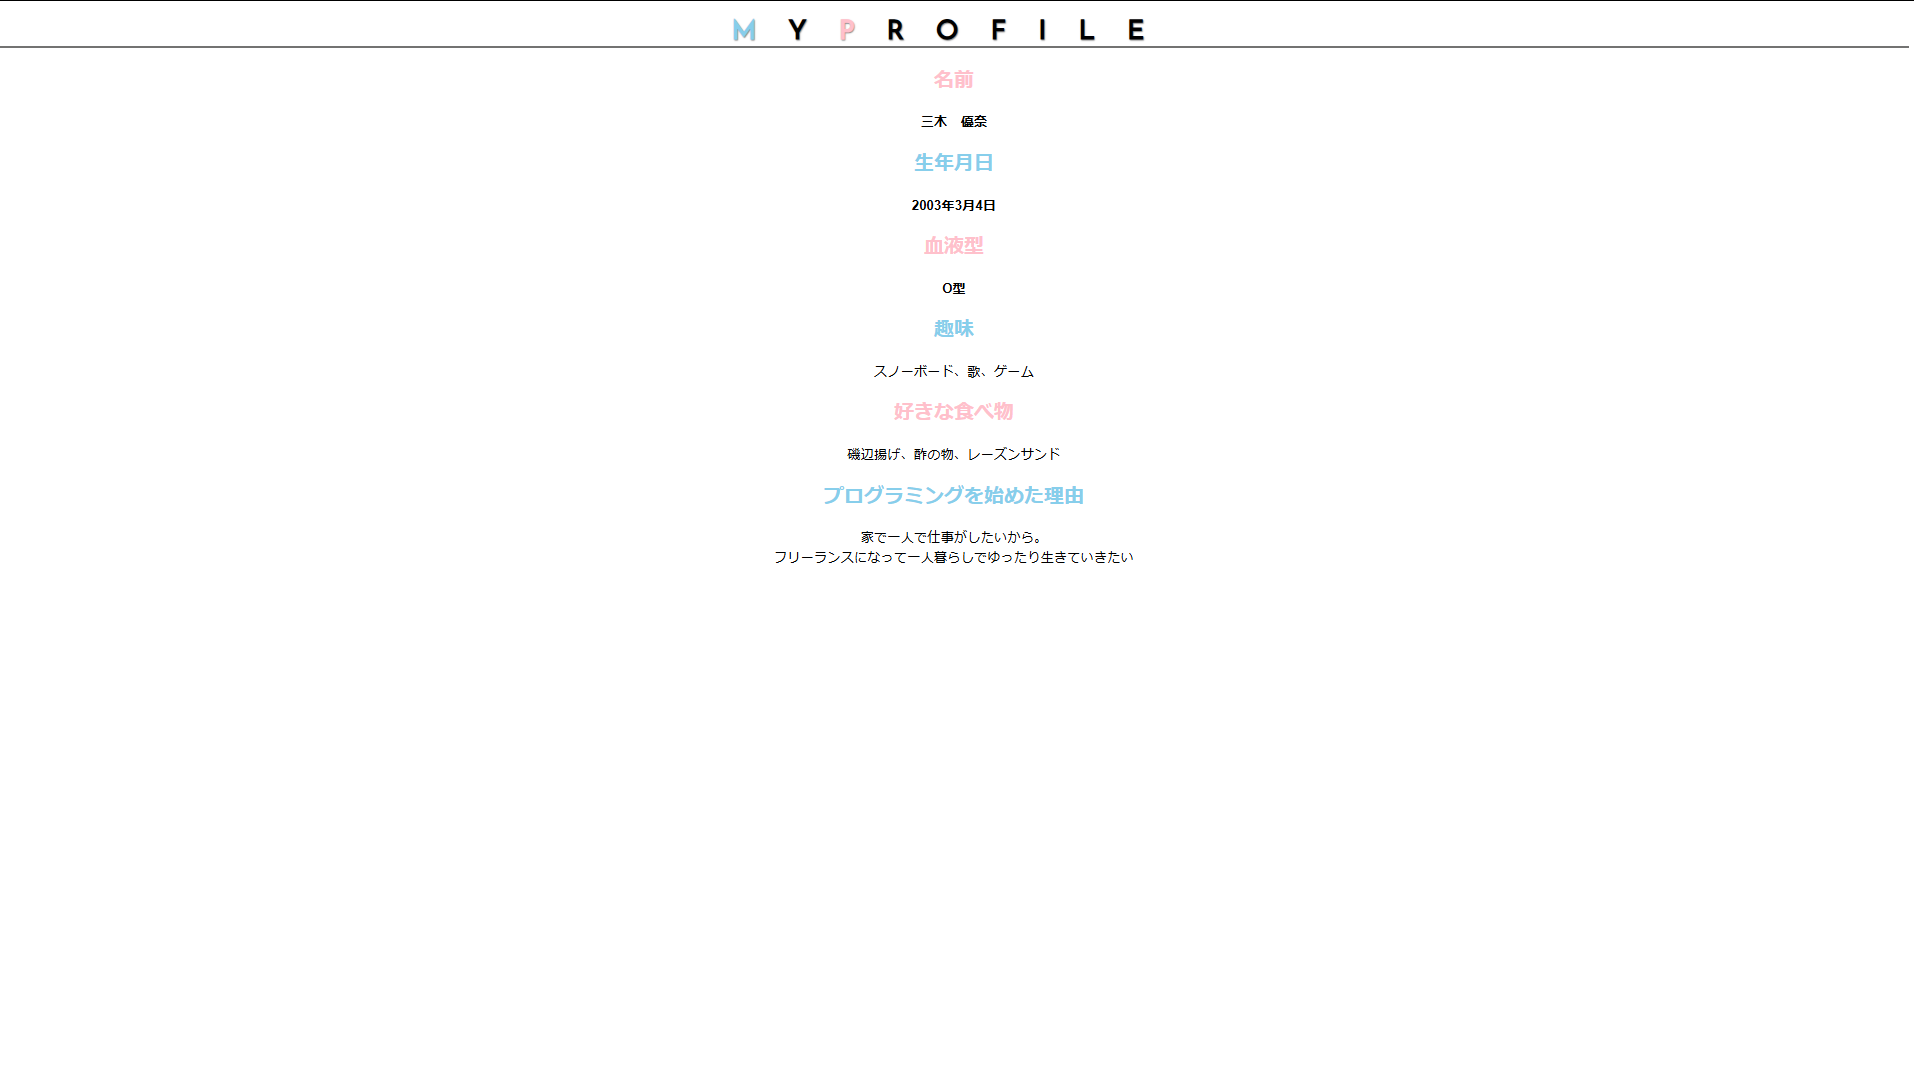 MY PROFILE
名前
三木　優奈
生年月日
2003年3月4日
血液型
O型
趣味
スノーボード、歌、ゲーム
好きな食べ物
磯辺揚げ、酢の物、レーズンサンド
プログラミングを始めた理由
家で一人で仕事がしたいから。
フリーランスになって一人暮らしでゆったり生きていきたい